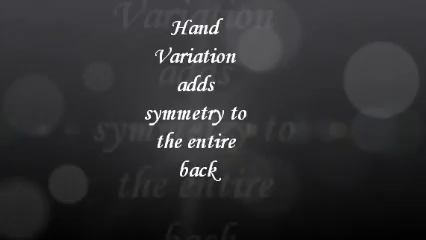 Hand
Variation
adds
symmetry to
the entire
back